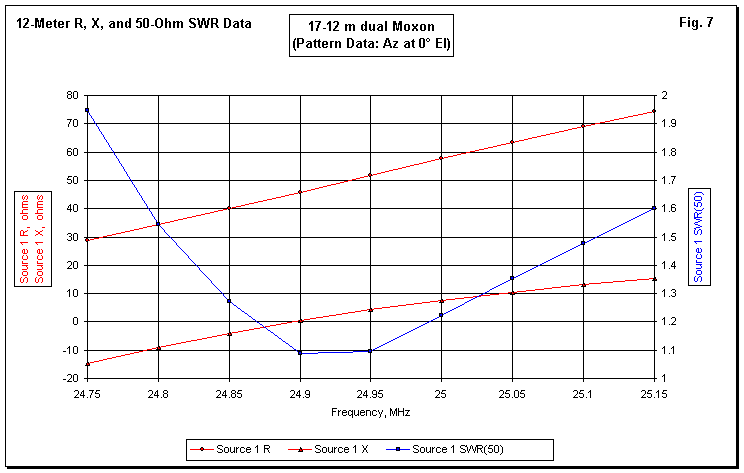 12-Meter R, X, and 50-Ohm SWR Data
17-12 m dual Moxon
(Pattern Data: Az at 0° El)
Fig. 7
80
70
60
50
40
30
20
10
0
-10
-20
2
1.9
1.8
1.7
1.6
1.5
1.4
1.3
1.2
1.1
1
Source 1 R, ohms
Source 1 X, ohms
Source 1 SWR(50)
24.75 24.8 24.85 24.9 24.95 25 25.05 25.1 25.15
Frequency, MHz
Source 1 R Source 1 X Source 1 SWR(50)